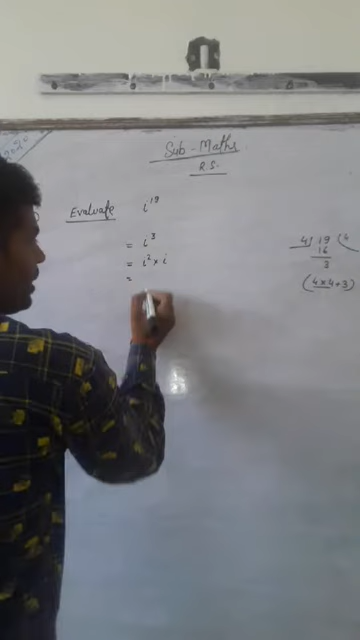 Sub - Maths
R.S.
Evaluate i¹⁹
= i³
= i² × i
=
4) 19 (4
16
3
(4×4+3)